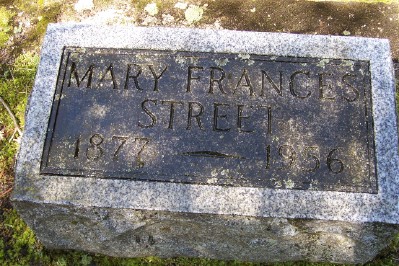 MARY FRANCES
STREET
1877 — 1956